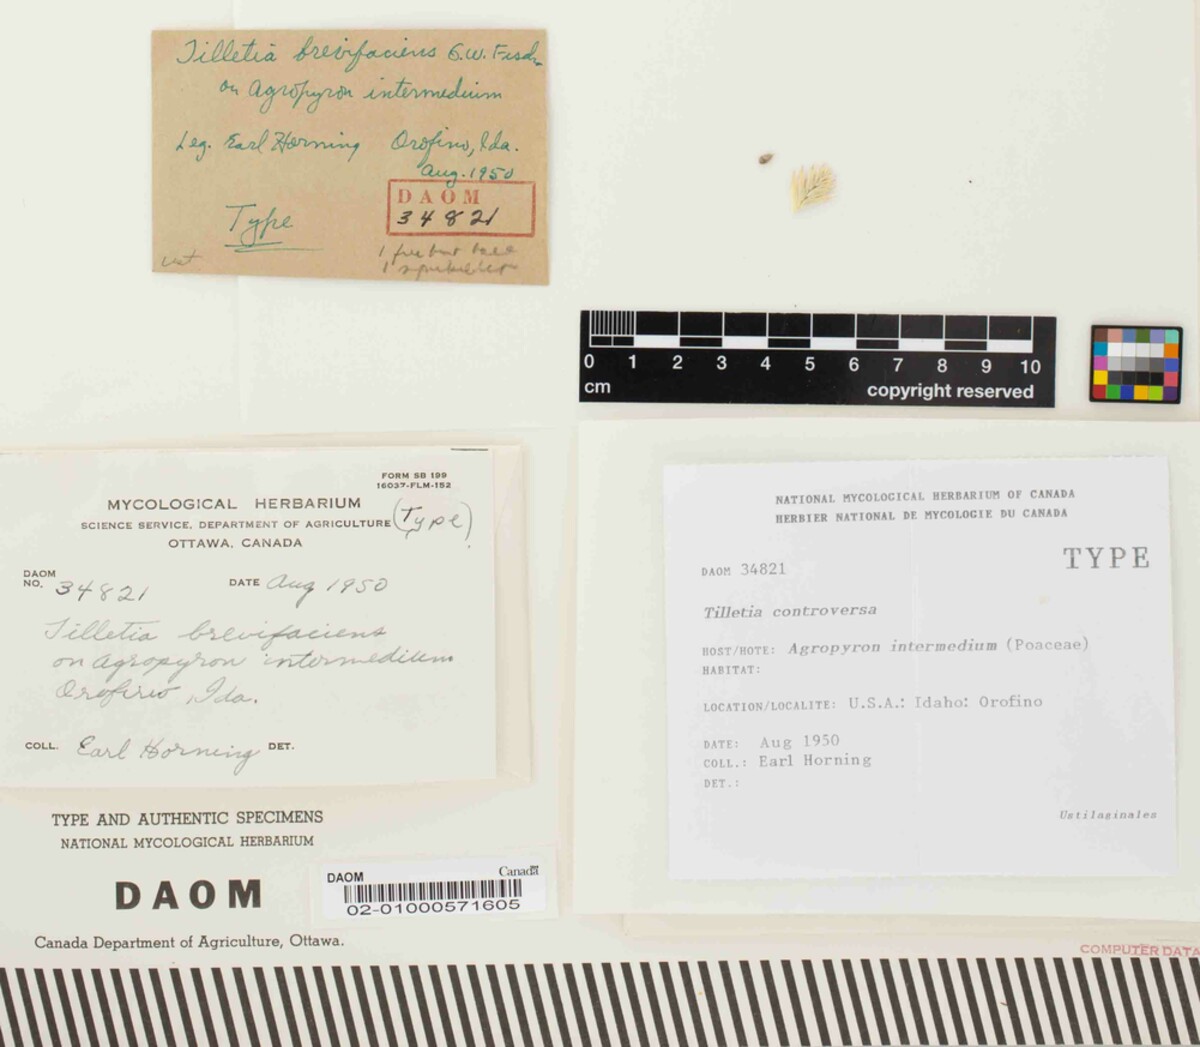 Tilletia brevifaciens G.W. Fisch.
on Agropyron intermedium
Leg. Earl Horning Orofino, Ida.
Aug. 1950
Type
DAOM
34821
1
1
0 1 2 3 4 5 6 7 8 9 10
cm
copyright reserved
FORM SB 199
16037-FLM-152
MYCOLOGICAL HERBARIUM
SCIENCE SERVICE, DEPARTMENT OF AGRICULTURE (Type)
OTTAWA, CANADA
DAOM
NO. 34821 DATE Aug 1950
Tilletia brevifaciens
on Agropyron intermedium
Orofino, Ida.
COLL. Earl Horning DET.
TYPE AND AUTHENTIC SPECIMENS
NATIONAL MYCOLOGICAL HERBARIUM
DAOM
Canada Department of Agriculture, Ottawa.
DAOM Canada
02-01000571605
NATIONAL MYCOLOGICAL HERBARIUM OF CANADA
HERBIER NATIONAL DE MYCOLOGIE DU CANADA
TYPE
DAOM 34821
Tilletia controversa
HOST/HOTE: Agropyron intermedium (Poaceae)
HABITAT:
LOCATION/LOCALITE: U.S.A.: Idaho: Orofino
DATE: Aug 1950
COLL.: Earl Horning
DET.:
Ustilaginales
COMPUTER DATA